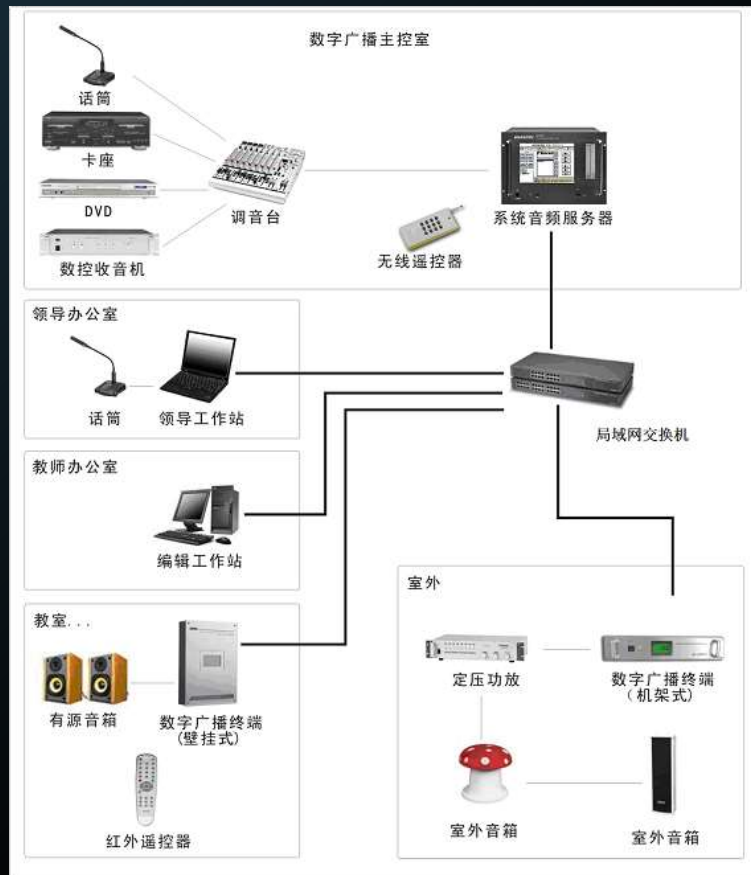 数字广播主控室
话筒
卡座
DVD
数控收音机
调音台
无线遥控器
系统音频服务器
领导办公室
话筒
领导工作站
局域网交换机
教师办公室
编辑工作站
教室...
有源音箱
数字广播终端
(壁挂式)
红外遥控器
室外
定压功放
数字广播终端
（机架式）
室外音箱
室外音箱